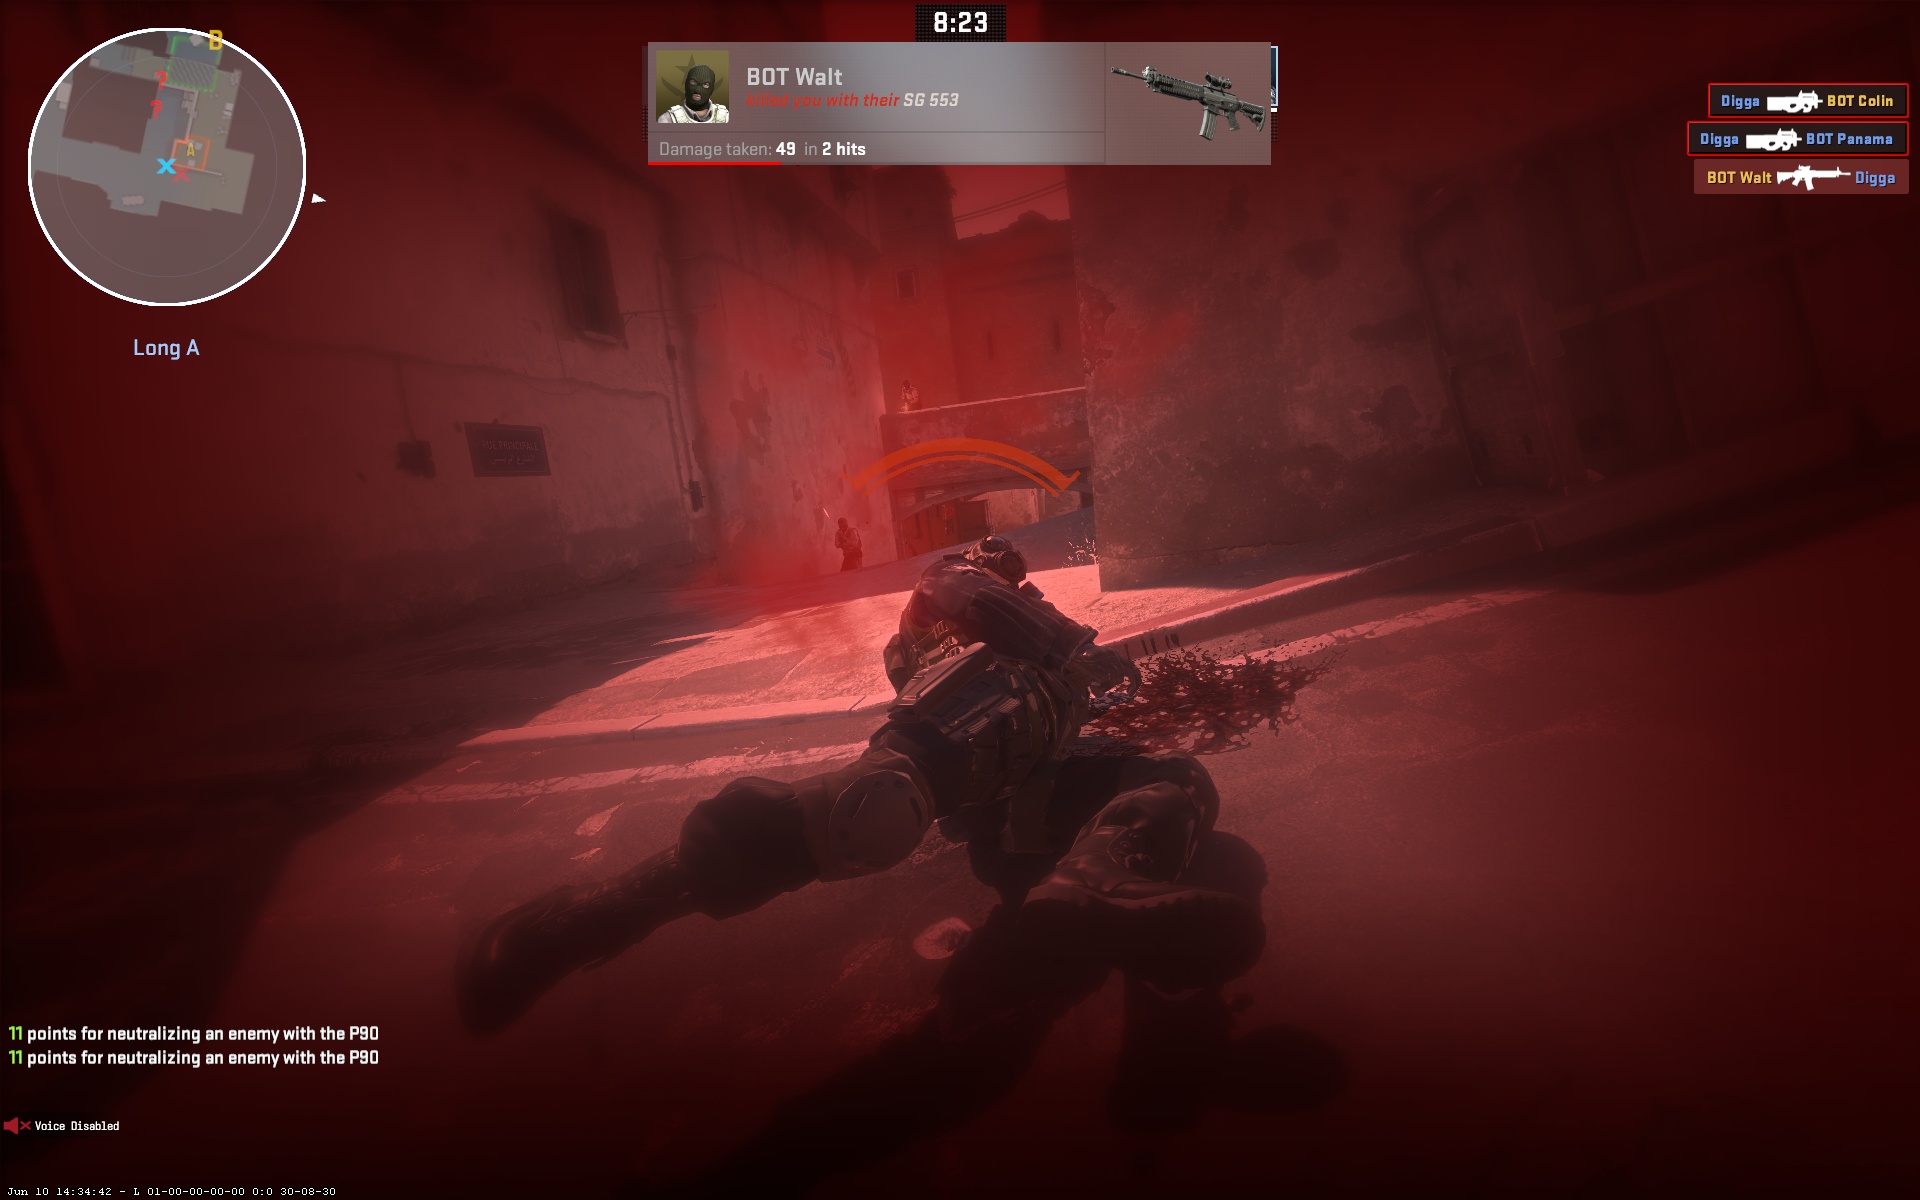 8:23
B
BOT Walt
killed you with their SG 553
Damage taken: 49 in 2 hits
Digga BOT Colin
Digga BOT Panama
BOT Walt Digga
?
?
A
Long A
RUE PRINCIPALE
11 points for neutralizing an enemy with the P90
11 points for neutralizing an enemy with the P90
Voice Disabled
Jun 10 14:34:42 - L 01-00-00-00-00 0:0 30-08-30